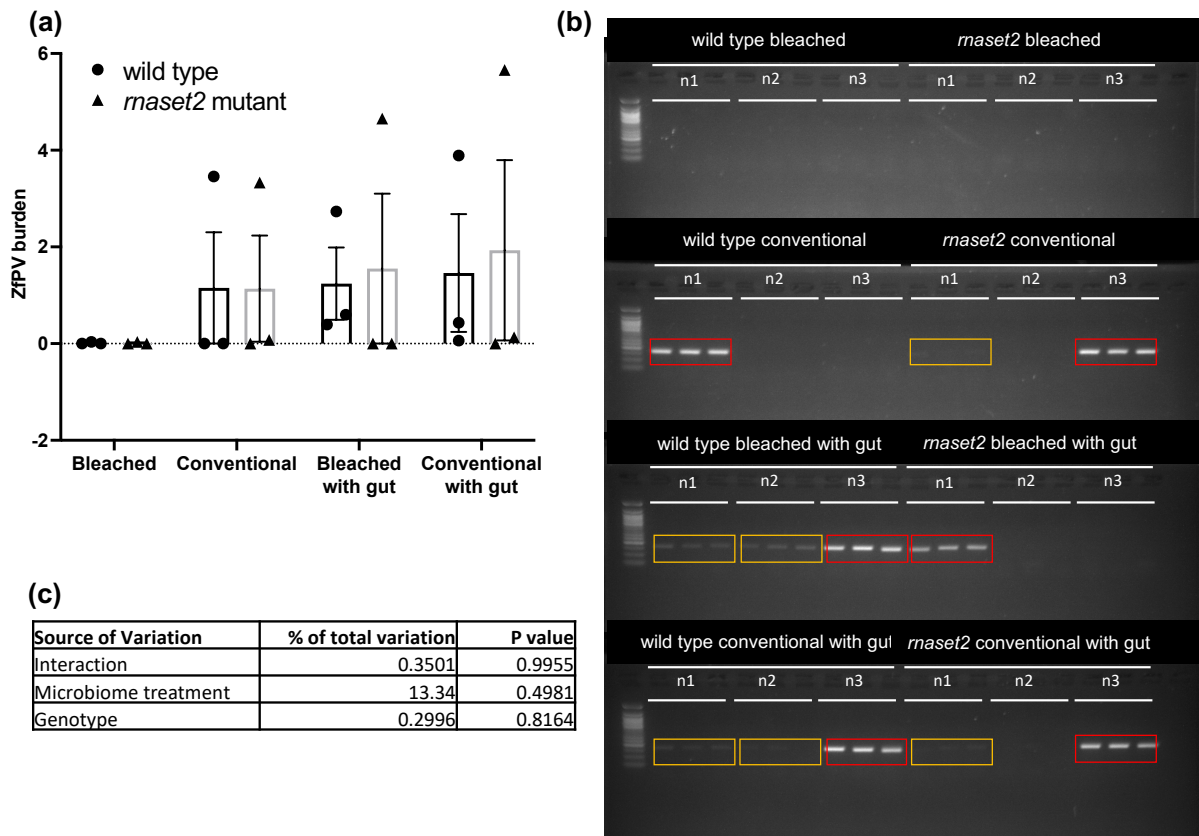 (a)
wild type
rnaset2 mutant
6
4
2
0
-2
ZfPV burden
Bleached
Conventional
Bleached
with gut
Conventional
with gut
(b)
wild type bleached
rnaset2 bleached
n1 n2 n3 n1 n2 n3
wild type conventional
rnaset2 conventional
n1 n2 n3 n1 n2 n3
wild type bleached with gut
rnaset2 bleached with gut
n1 n2 n3 n1 n2 n3
wild type conventional with gut
rnaset2 conventional with gut
n1 n2 n3 n1 n2 n3
(c)
Source of Variation % of total variation P value
Interaction 0.3501 0.9955
Microbiome treatment 13.34 0.4981
Genotype 0.2996 0.8164